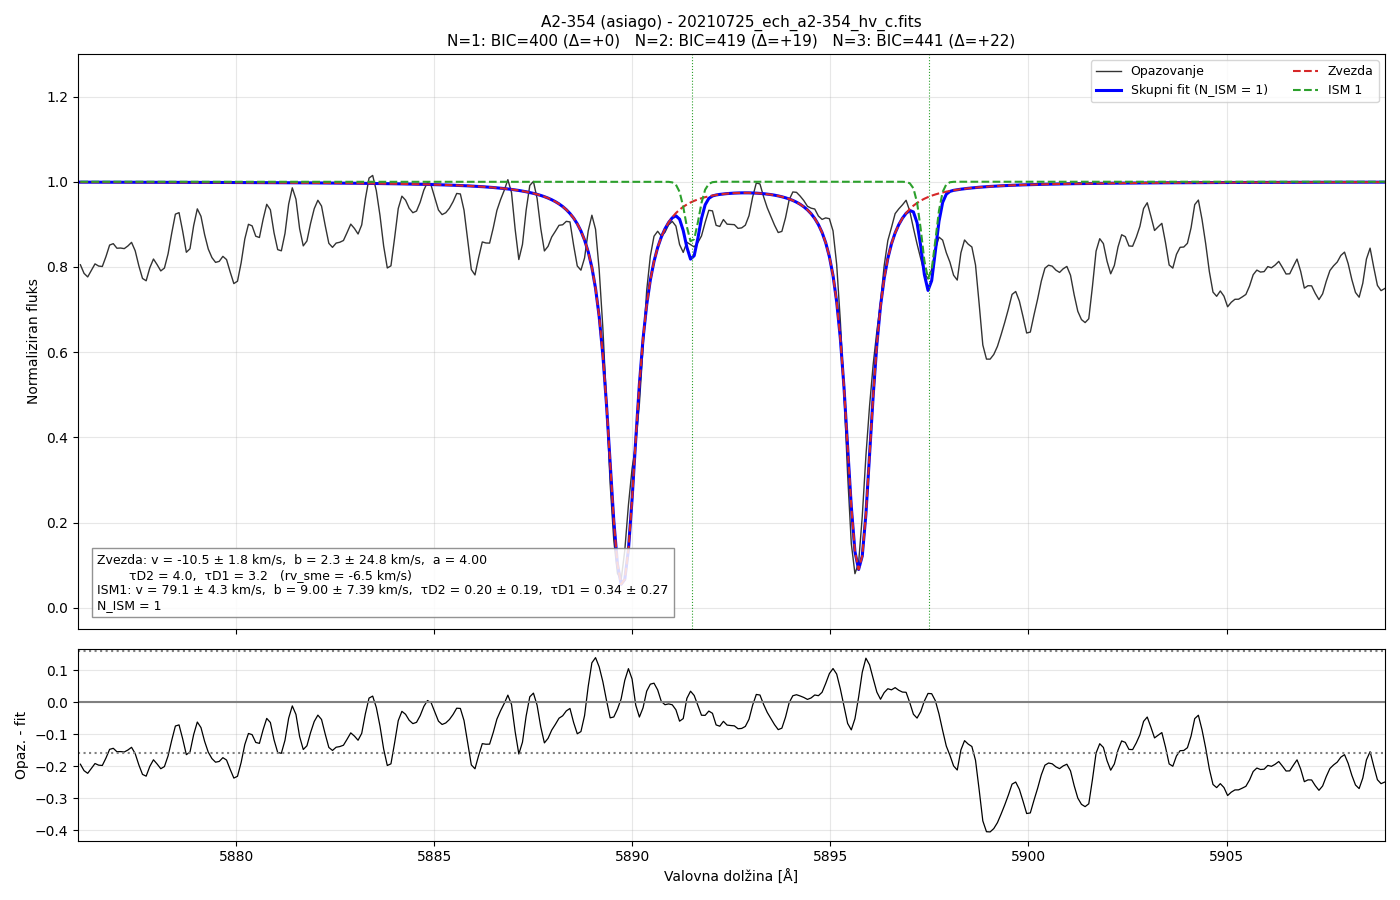 A2-354 (asiago) - 20210725_ech_a2-354_hv_c.fits
N=1: BIC=400 (Δ=+0)   N=2: BIC=419 (Δ=+19)   N=3: BIC=441 (Δ=+22)
Opazovanje
Skupni fit (N_ISM = 1)
Zvezda
ISM 1
Normaliziran fluks
1.2
1.0
0.8
0.6
0.4
0.2
0.0
Zvezda: v = -10.5 ± 1.8 km/s,  b = 2.3 ± 24.8 km/s,  a = 4.00
τD2 = 4.0,  τD1 = 3.2   (rv_sme = -6.5 km/s)
ISM1: v = 79.1 ± 4.3 km/s,  b = 9.00 ± 7.39 km/s,  τD2 = 0.20 ± 0.19,  τD1 = 0.34 ± 0.27
N_ISM = 1
Opaz. - fit
0.1
0.0
−0.1
−0.2
−0.3
−0.4
5880
5885
5890
5895
5900
5905
Valovna dolžina [Å]